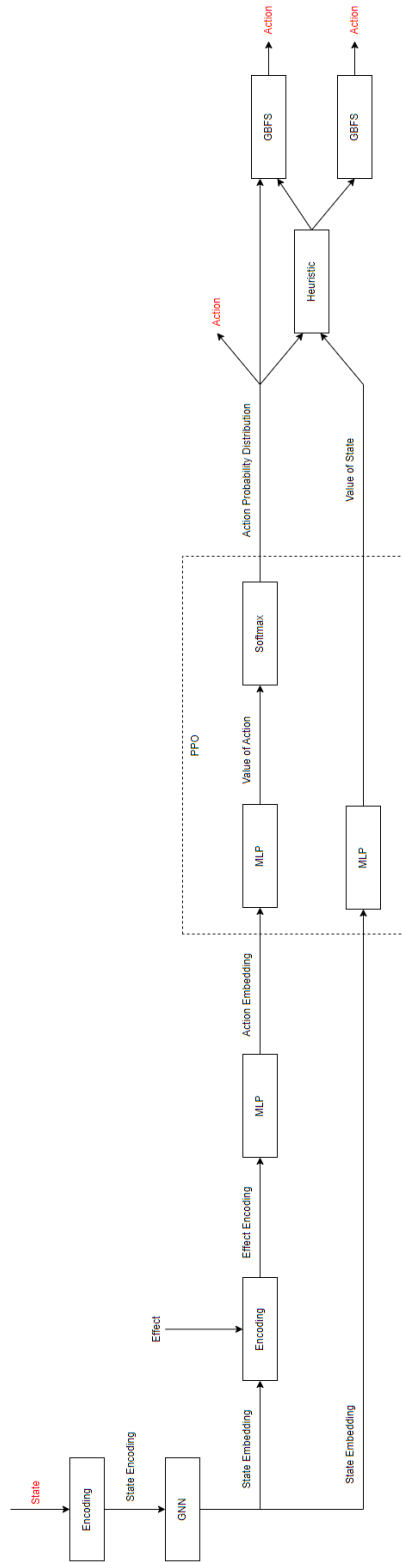 State
Encoding
State Encoding
GNN
State Embedding
State Embedding
Effect
Encoding
Effect Encoding
MLP
Action Embedding
PPO
MLP
Value of Action
Softmax
MLP
Action Probability Distribution
Value of State
Action
Heuristic
GBFS
Action
GBFS
Action